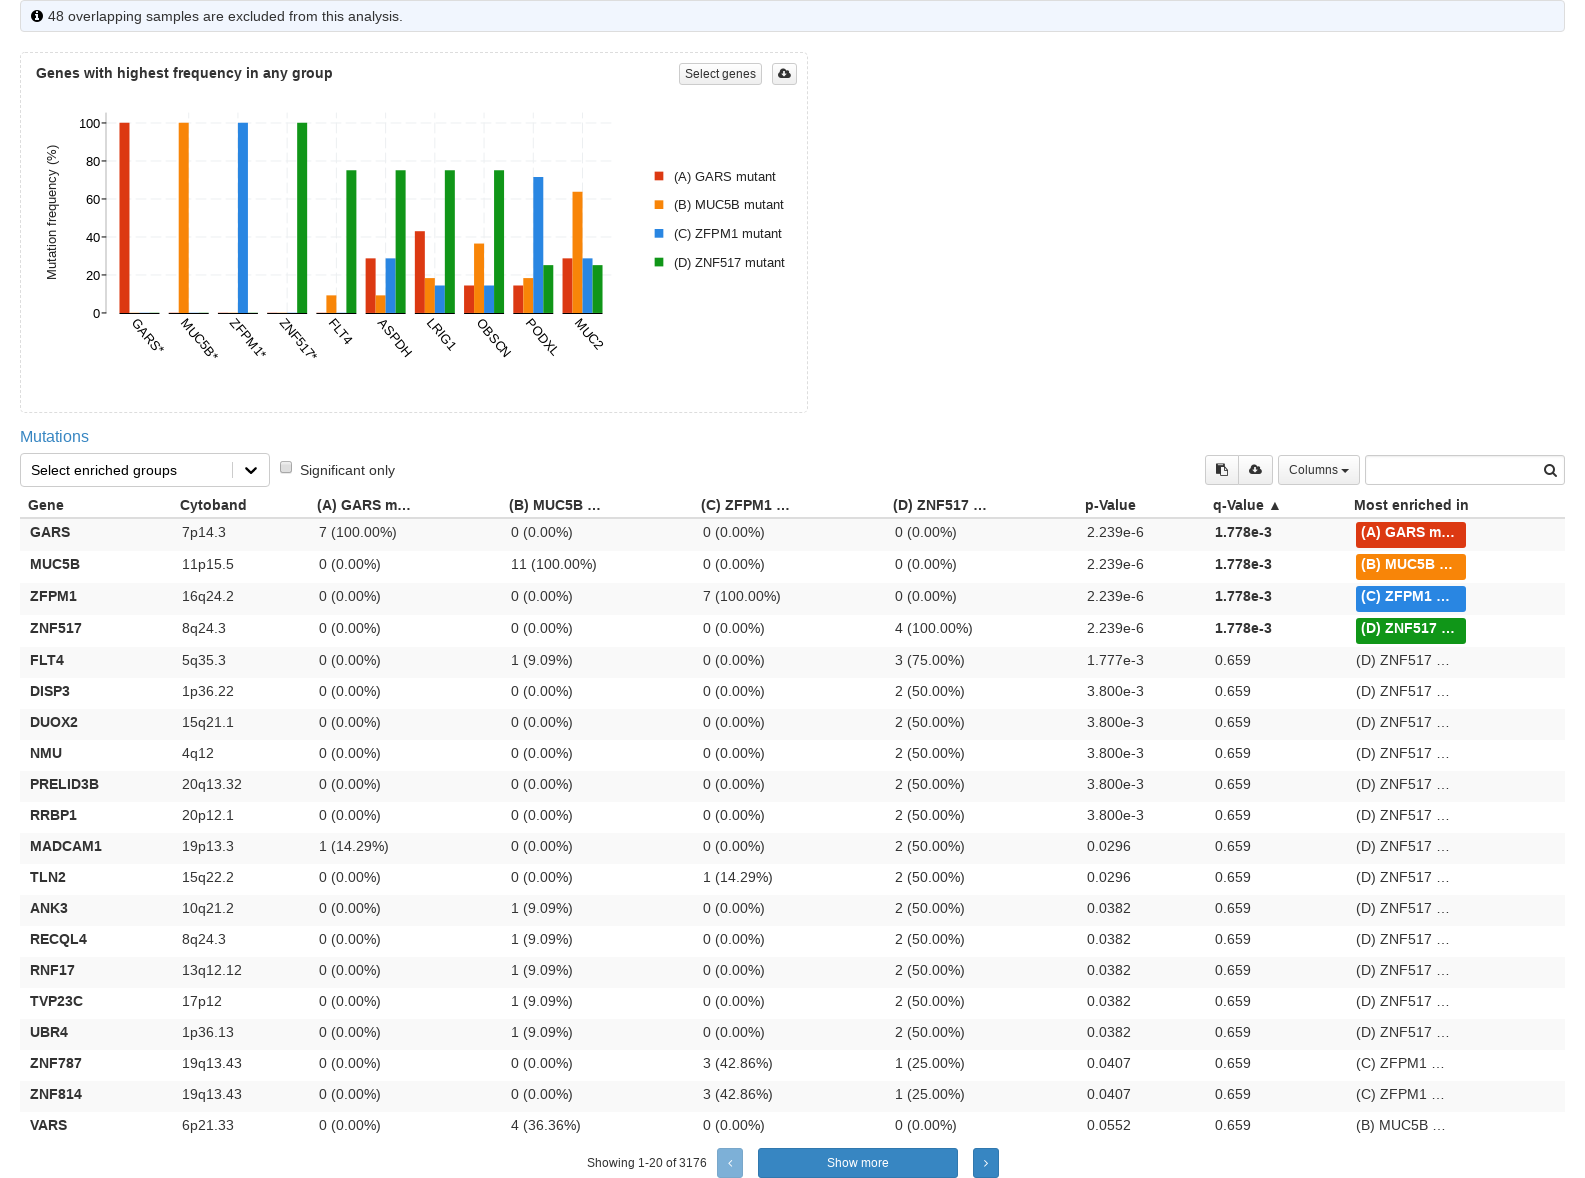 48 overlapping samples are excluded from this analysis.
Genes with highest frequency in any group
Select genes
Mutation frequency (%)
100
80
60
40
20
0
GARS*
MUC5B*
ZFPM1*
ZNF517*
FLT4
ASPDH
LRIG1
OBSCN
PODXL
MUC2
(A) GARS mutant
(B) MUC5B mutant
(C) ZFPM1 mutant
(D) ZNF517 mutant
Mutations
Select enriched groups Significant only Columns
Gene Cytoband (A) GARS m… (B) MUC5B … (C) ZFPM1 … (D) ZNF517 … p-Value q-Value ▲ Most enriched in
GARS 7p14.3 7 (100.00%) 0 (0.00%) 0 (0.00%) 0 (0.00%) 2.239e-6 1.778e-3 (A) GARS m…
MUC5B 11p15.5 0 (0.00%) 11 (100.00%) 0 (0.00%) 0 (0.00%) 2.239e-6 1.778e-3 (B) MUC5B …
ZFPM1 16q24.2 0 (0.00%) 0 (0.00%) 7 (100.00%) 0 (0.00%) 2.239e-6 1.778e-3 (C) ZFPM1 …
ZNF517 8q24.3 0 (0.00%) 0 (0.00%) 0 (0.00%) 4 (100.00%) 2.239e-6 1.778e-3 (D) ZNF517 …
FLT4 5q35.3 0 (0.00%) 1 (9.09%) 0 (0.00%) 3 (75.00%) 1.777e-3 0.659 (D) ZNF517 …
DISP3 1p36.22 0 (0.00%) 0 (0.00%) 0 (0.00%) 2 (50.00%) 3.800e-3 0.659 (D) ZNF517 …
DUOX2 15q21.1 0 (0.00%) 0 (0.00%) 0 (0.00%) 2 (50.00%) 3.800e-3 0.659 (D) ZNF517 …
NMU 4q12 0 (0.00%) 0 (0.00%) 0 (0.00%) 2 (50.00%) 3.800e-3 0.659 (D) ZNF517 …
PRELID3B 20q13.32 0 (0.00%) 0 (0.00%) 0 (0.00%) 2 (50.00%) 3.800e-3 0.659 (D) ZNF517 …
RRBP1 20p12.1 0 (0.00%) 0 (0.00%) 0 (0.00%) 2 (50.00%) 3.800e-3 0.659 (D) ZNF517 …
MADCAM1 19p13.3 1 (14.29%) 0 (0.00%) 0 (0.00%) 2 (50.00%) 0.0296 0.659 (D) ZNF517 …
TLN2 15q22.2 0 (0.00%) 0 (0.00%) 1 (14.29%) 2 (50.00%) 0.0296 0.659 (D) ZNF517 …
ANK3 10q21.2 0 (0.00%) 1 (9.09%) 0 (0.00%) 2 (50.00%) 0.0382 0.659 (D) ZNF517 …
RECQL4 8q24.3 0 (0.00%) 1 (9.09%) 0 (0.00%) 2 (50.00%) 0.0382 0.659 (D) ZNF517 …
RNF17 13q12.12 0 (0.00%) 1 (9.09%) 0 (0.00%) 2 (50.00%) 0.0382 0.659 (D) ZNF517 …
TVP23C 17p12 0 (0.00%) 1 (9.09%) 0 (0.00%) 2 (50.00%) 0.0382 0.659 (D) ZNF517 …
UBR4 1p36.13 0 (0.00%) 1 (9.09%) 0 (0.00%) 2 (50.00%) 0.0382 0.659 (D) ZNF517 …
ZNF787 19q13.43 0 (0.00%) 0 (0.00%) 3 (42.86%) 1 (25.00%) 0.0407 0.659 (C) ZFPM1 …
ZNF814 19q13.43 0 (0.00%) 0 (0.00%) 3 (42.86%) 1 (25.00%) 0.0407 0.659 (C) ZFPM1 …
VARS 6p21.33 0 (0.00%) 4 (36.36%) 0 (0.00%) 0 (0.00%) 0.0552 0.659 (B) MUC5B …
Showing 1-20 of 3176 ‹ Show more ›